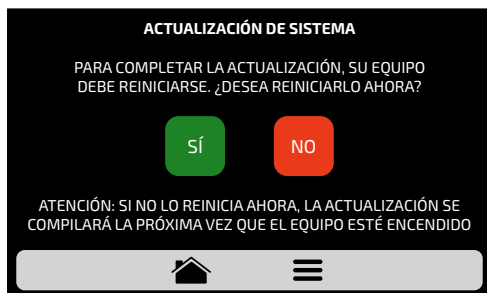 ACTUALIZACIÓN DE SISTEMA
PARA COMPLETAR LA ACTUALIZACIÓN, SU EQUIPO
DEBE REINICIARSE. ¿DESEA REINICIARLO AHORA?
SÍ
NO
ATENCIÓN: SI NO LO REINICIA AHORA, LA ACTUALIZACIÓN SE
COMPILARÁ LA PRÓXIMA VEZ QUE EL EQUIPO ESTÉ ENCENDIDO